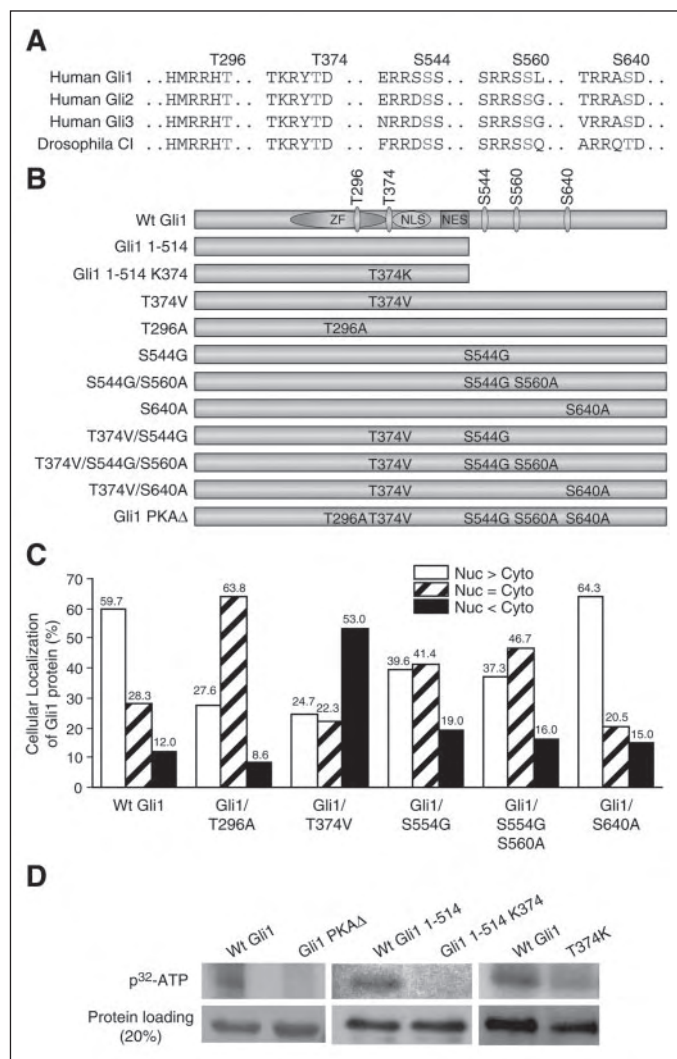 A
T296 T374 S544 S560 S640
Human Gli1 ..HMRRHT.. TKRYTD .. ERRSSS.. SRRSSL.. TRRASD..
Human Gli2 ..HMRRHT.. TKRYTD .. ERRDSS.. SRRSSG.. TRRASD..
Human Gli3 ..HMRRHT.. TKRYTD .. NRRDSS.. SRRSSG.. VRRASD..
Drosophila CI ..HMRRHT.. TKRYTD .. FRRDSS.. SRRSSQ.. ARRQTD..
B
T296 T374 S544 S560 S640
Wt Gli1 ZF NLS NES
Gli1 1-514
Gli1 1-514 K374 T374K
T374V T374V
T296A T296A
S544G S544G
S544G/S560A S544G S560A
S640A S640A
T374V/S544G T374V S544G
T374V/S544G/S560A T374V S544G S560A
T374V/S640A T374V S640A
Gli1 PKAΔ T296A T374V S544G S560A S640A
C
Cellular Localization
of Gli1 protein (%)
70
60
50
40
30
20
10
0
Nuc > Cyto
Nuc = Cyto
Nuc < Cyto
59.7 28.3 12.0 27.6 63.8 8.6 24.7 22.3 53.0 39.6 41.4 19.0 37.3 46.7 16.0 64.3 20.5 15.0
Wt Gli1 Gli1/ Gli1/ Gli1/ Gli1/ Gli1/
T296A T374V S554G S554G S640A
S560A
D
Wt Gli1 Gli1 PKAΔ Wt Gli1 1-514 Gli1 1-514 K374 Wt Gli1 T374K
p32-ATP
Protein loading
(20%)